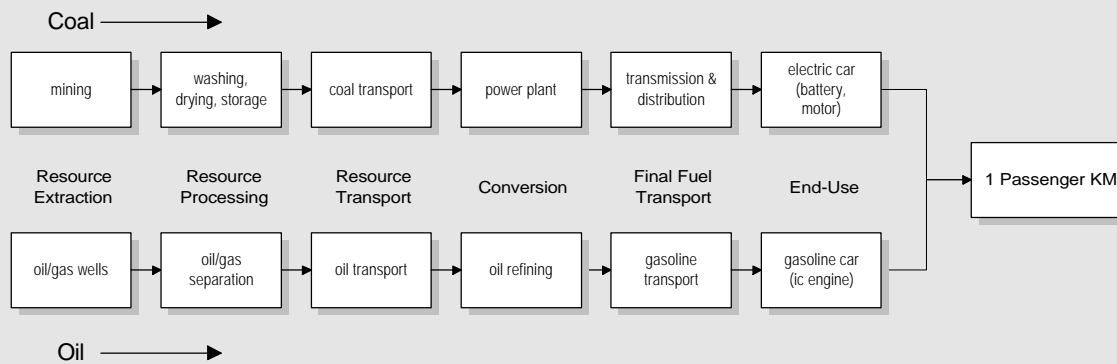 Coal
mining
washing,
drying, storage
coal transport
power plant
transmission &
distribution
electric car
(battery,
motor)
Resource
Extraction
Resource
Processing
Resource
Transport
Conversion
Final Fuel
Transport
End-Use
1 Passenger KM
oil/gas wells
oil/gas
separation
oil transport
oil refining
gasoline
transport
gasoline car
(ic engine)
Oil